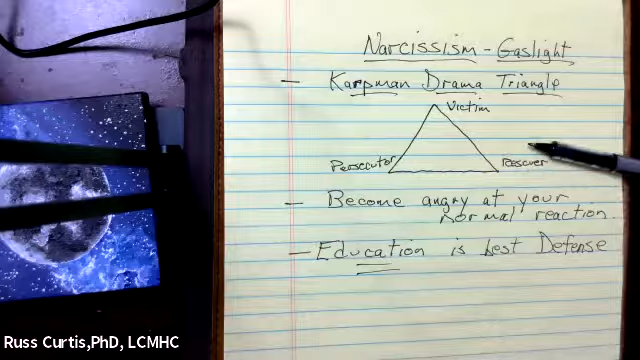 Narcissism - Gaslight
— Karpman Drama Triangle
Victim
Persecutor
Rescuer
— Become angry at your
normal reaction
— Education is best Defense
Russ Curtis,PhD, LCMHC